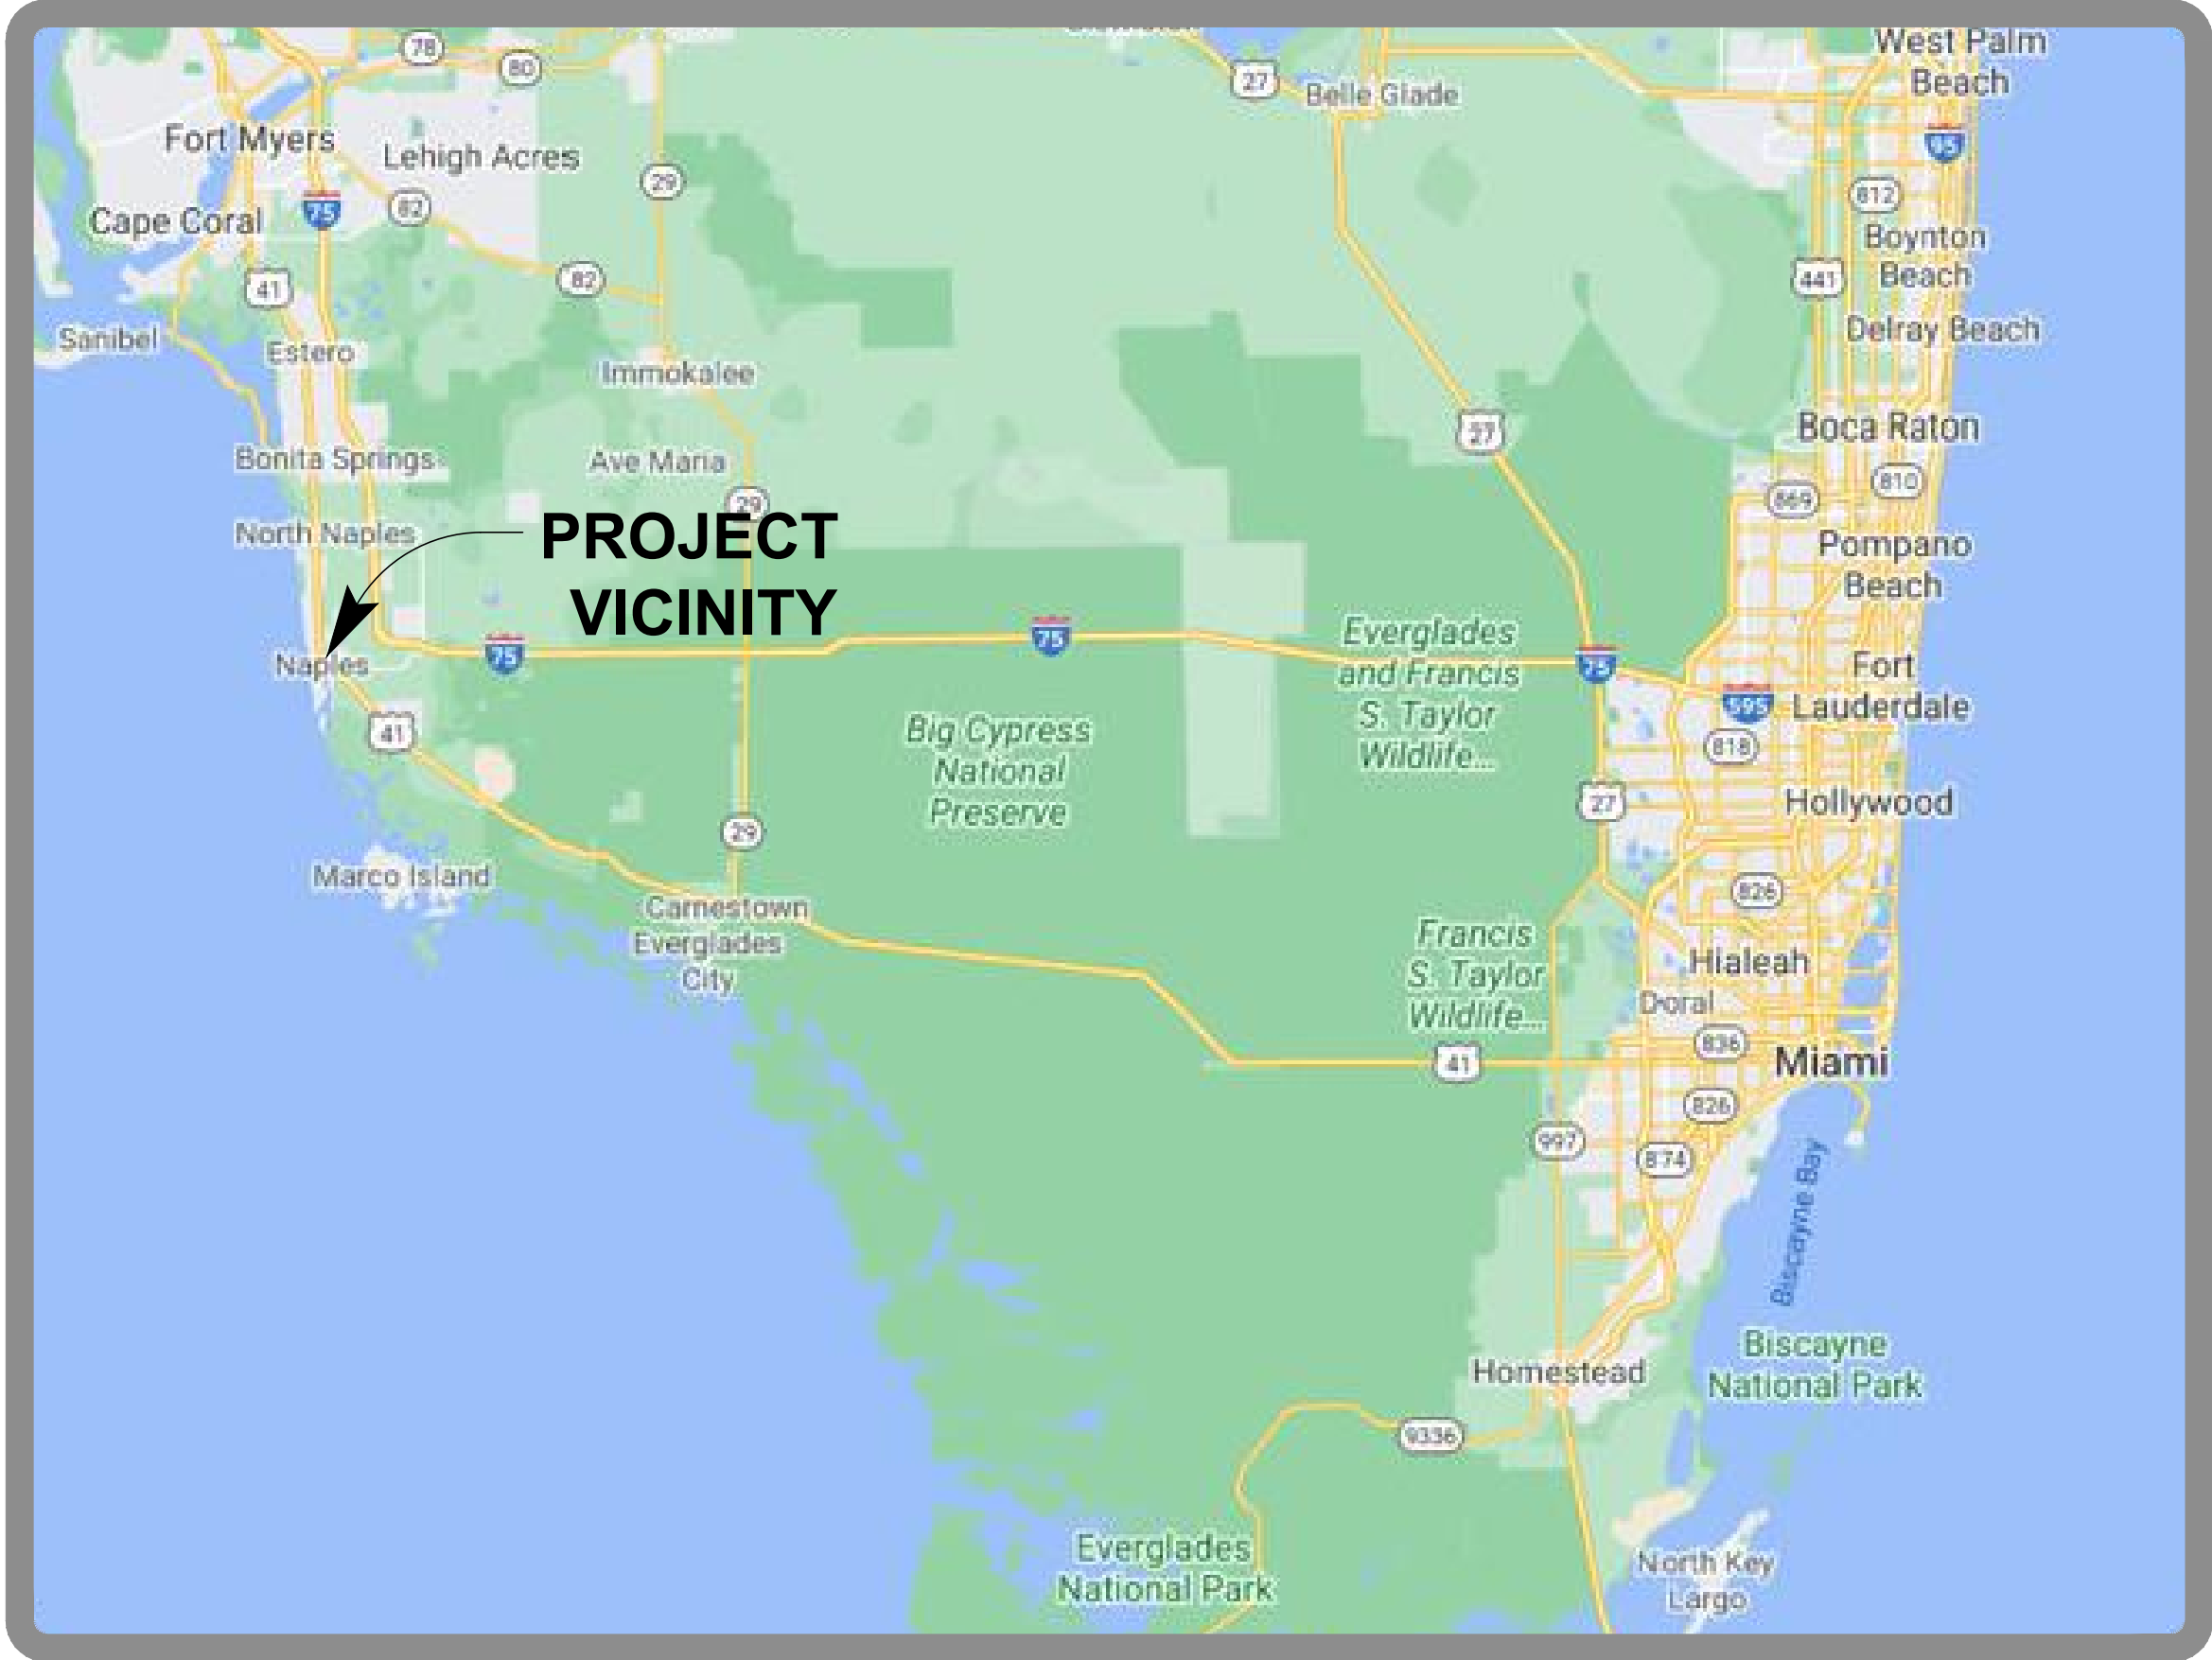 West Palm
Beach
78
80
27
Belle Glade
95
Fort Myers
Lehigh Acres
29
812
Cape Coral
75
82
Boynton
Beach
41
82
441
Sanibel
Estero
Delray Beach
Immokalee
27
Boca Raton
Bonita Springs
Ave Maria
810
869
29
North Naples
PROJECT
VICINITY
Pompano
Beach
75
75
Everglades
and Francis
S. Taylor
Wildlife...
75
Naples
Fort
Lauderdale
595
41
Big Cypress
National
Preserve
818
27
Hollywood
29
Marco Island
826
Carnestown
Everglades
City
Francis
S. Taylor
Wildlife...
Hialeah
Doral
836
41
Miami
826
997
874
Biscayne Bay
Biscayne
National Park
Homestead
9336
Everglades
National Park
North Key
Largo